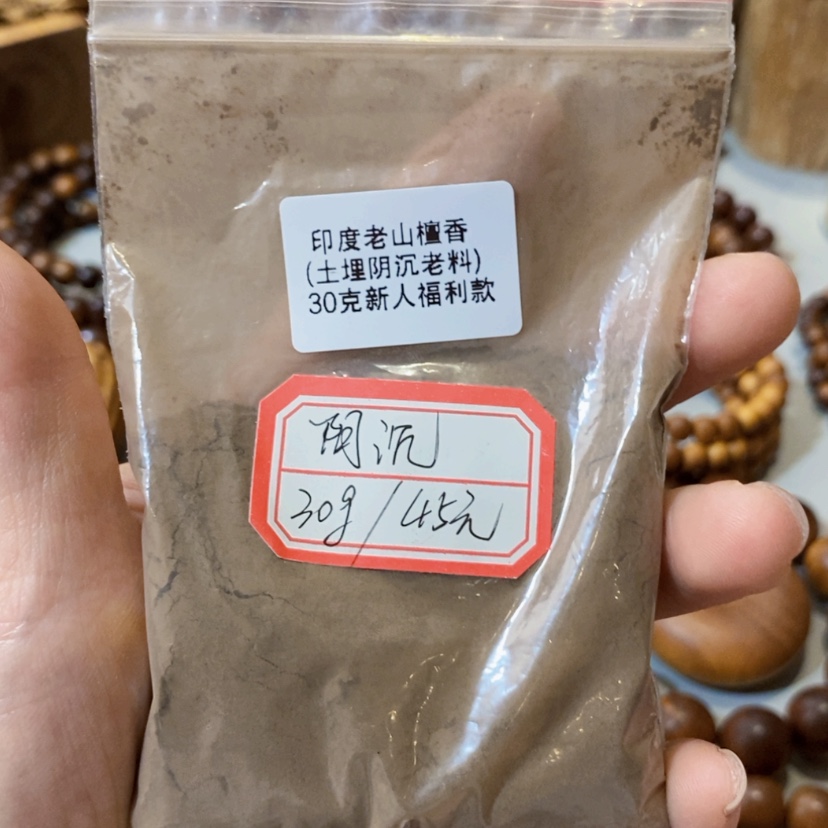 印度老山檀香
(土埋阴沉老料)
30克新人福利款
阴沉
30g/45元